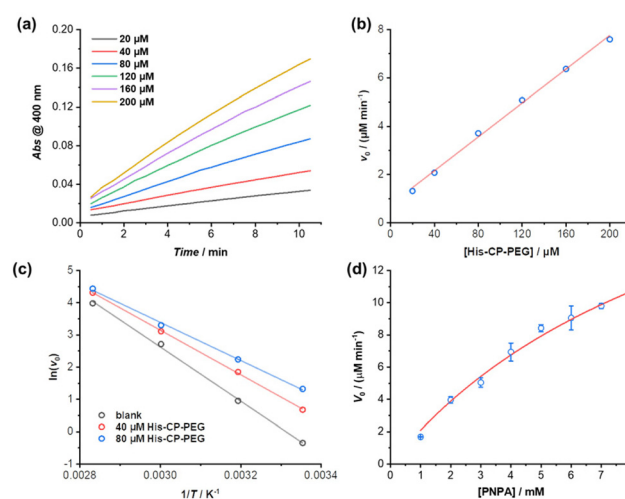 (a)
Abs @ 400 nm
0.20
0.16
0.12
0.08
0.04
0.00
20 µM
40 µM
80 µM
120 µM
160 µM
200 µM
0 2 4 6 8 10
Time / min
(b)
v0 / (µM min-1)
8
6
4
2
0
0 40 80 120 160 200
[His-CP-PEG] / µM
(c)
ln(v0)
5
4
3
2
1
0
-1
blank
40 µM His-CP-PEG
80 µM His-CP-PEG
0.0028 0.0030 0.0032 0.0034
1/T / K-1
(d)
V0 / (µM min-1)
12
10
8
6
4
2
0
0 1 2 3 4 5 6 7
[PNPA] / mM